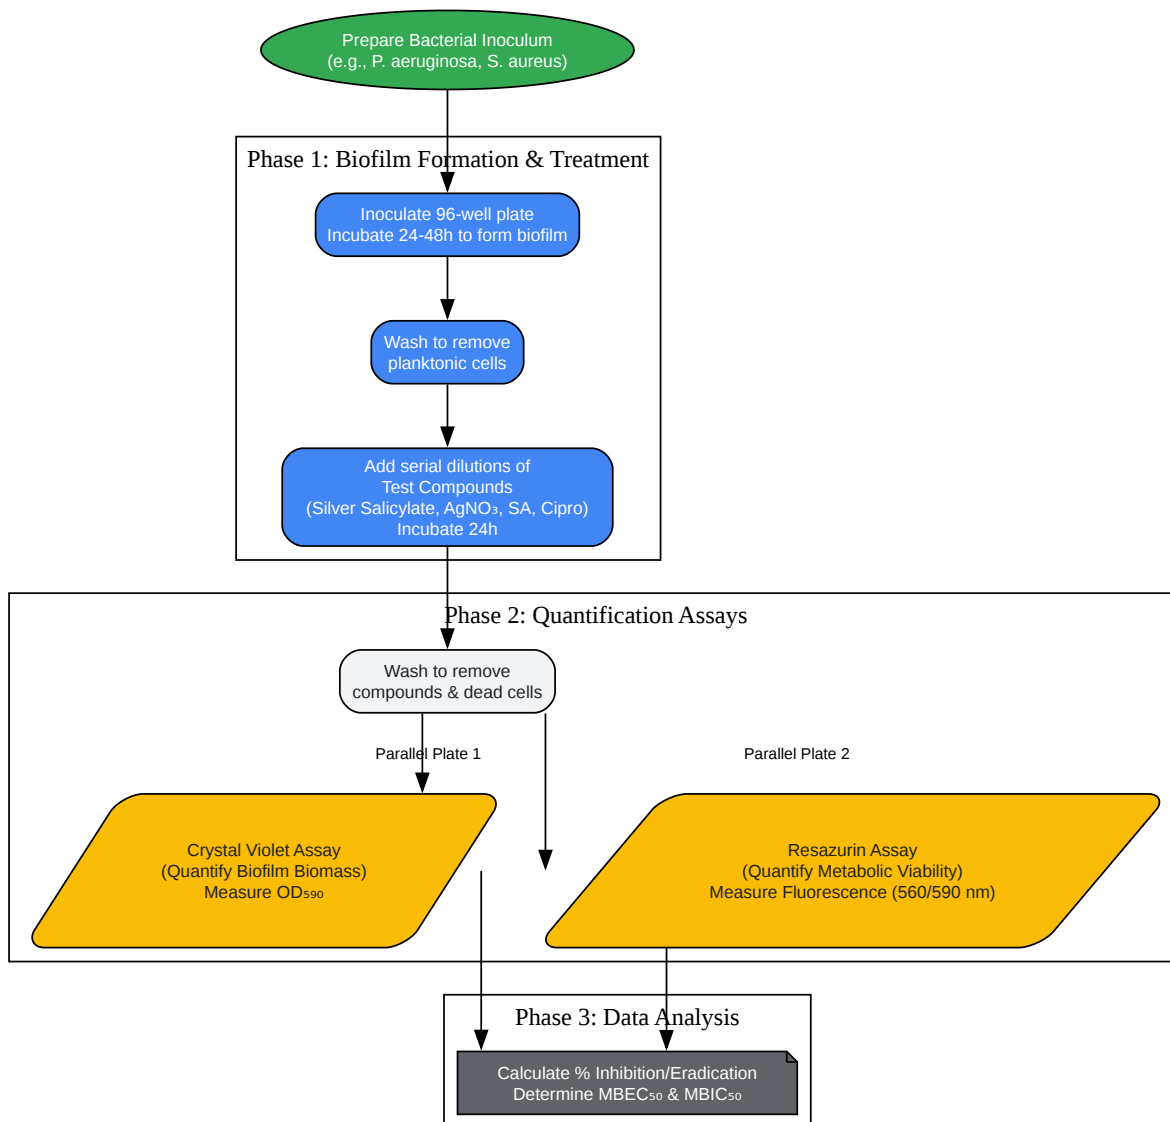 Prepare Bacterial Inoculum
(e.g., P. aeruginosa, S. aureus)
Phase 1: Biofilm Formation & Treatment
Inoculate 96-well plate
Incubate 24-48h to form biofilm
Wash to remove
planktonic cells
Add serial dilutions of
Test Compounds
(Silver Salicylate, AgNO₃, SA, Cipro)
Incubate 24h
Phase 2: Quantification Assays
Wash to remove
compounds & dead cells
Parallel Plate 1
Parallel Plate 2
Crystal Violet Assay
(Quantify Biofilm Biomass)
Measure OD₅₉₀
Resazurin Assay
(Quantify Metabolic Viability)
Measure Fluorescence (560/590 nm)
Phase 3: Data Analysis
Calculate % Inhibition/Eradication
Determine MBEC₅₀ & MBIC₅₀